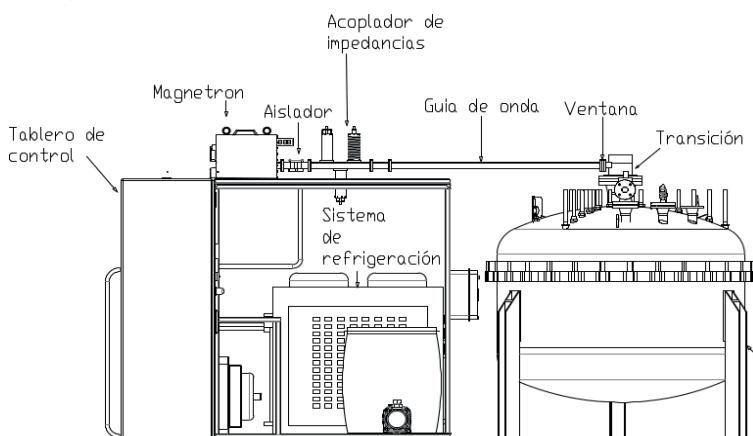 Acoplador de
impedancias
Magnetron
Aislador
Guia de onda
Ventana
Tablero de
control
Transición
Sistema
de
refrigeración